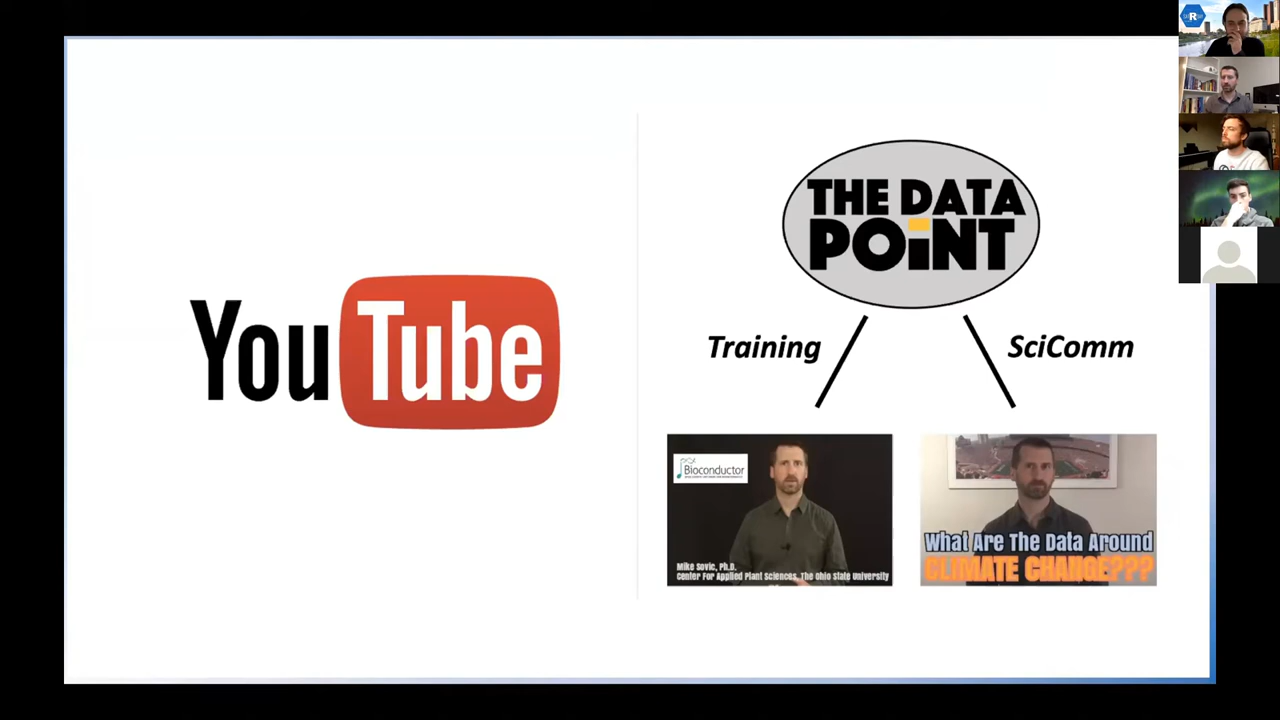 YouTube
THE DATA
POiNT
Training
SciComm
Bioconductor
Mike Sovic, Ph.D.
Center For Applied Plant Sciences, The Ohio State University
What Are The Data Around
CLIMATE CHANGE???
R